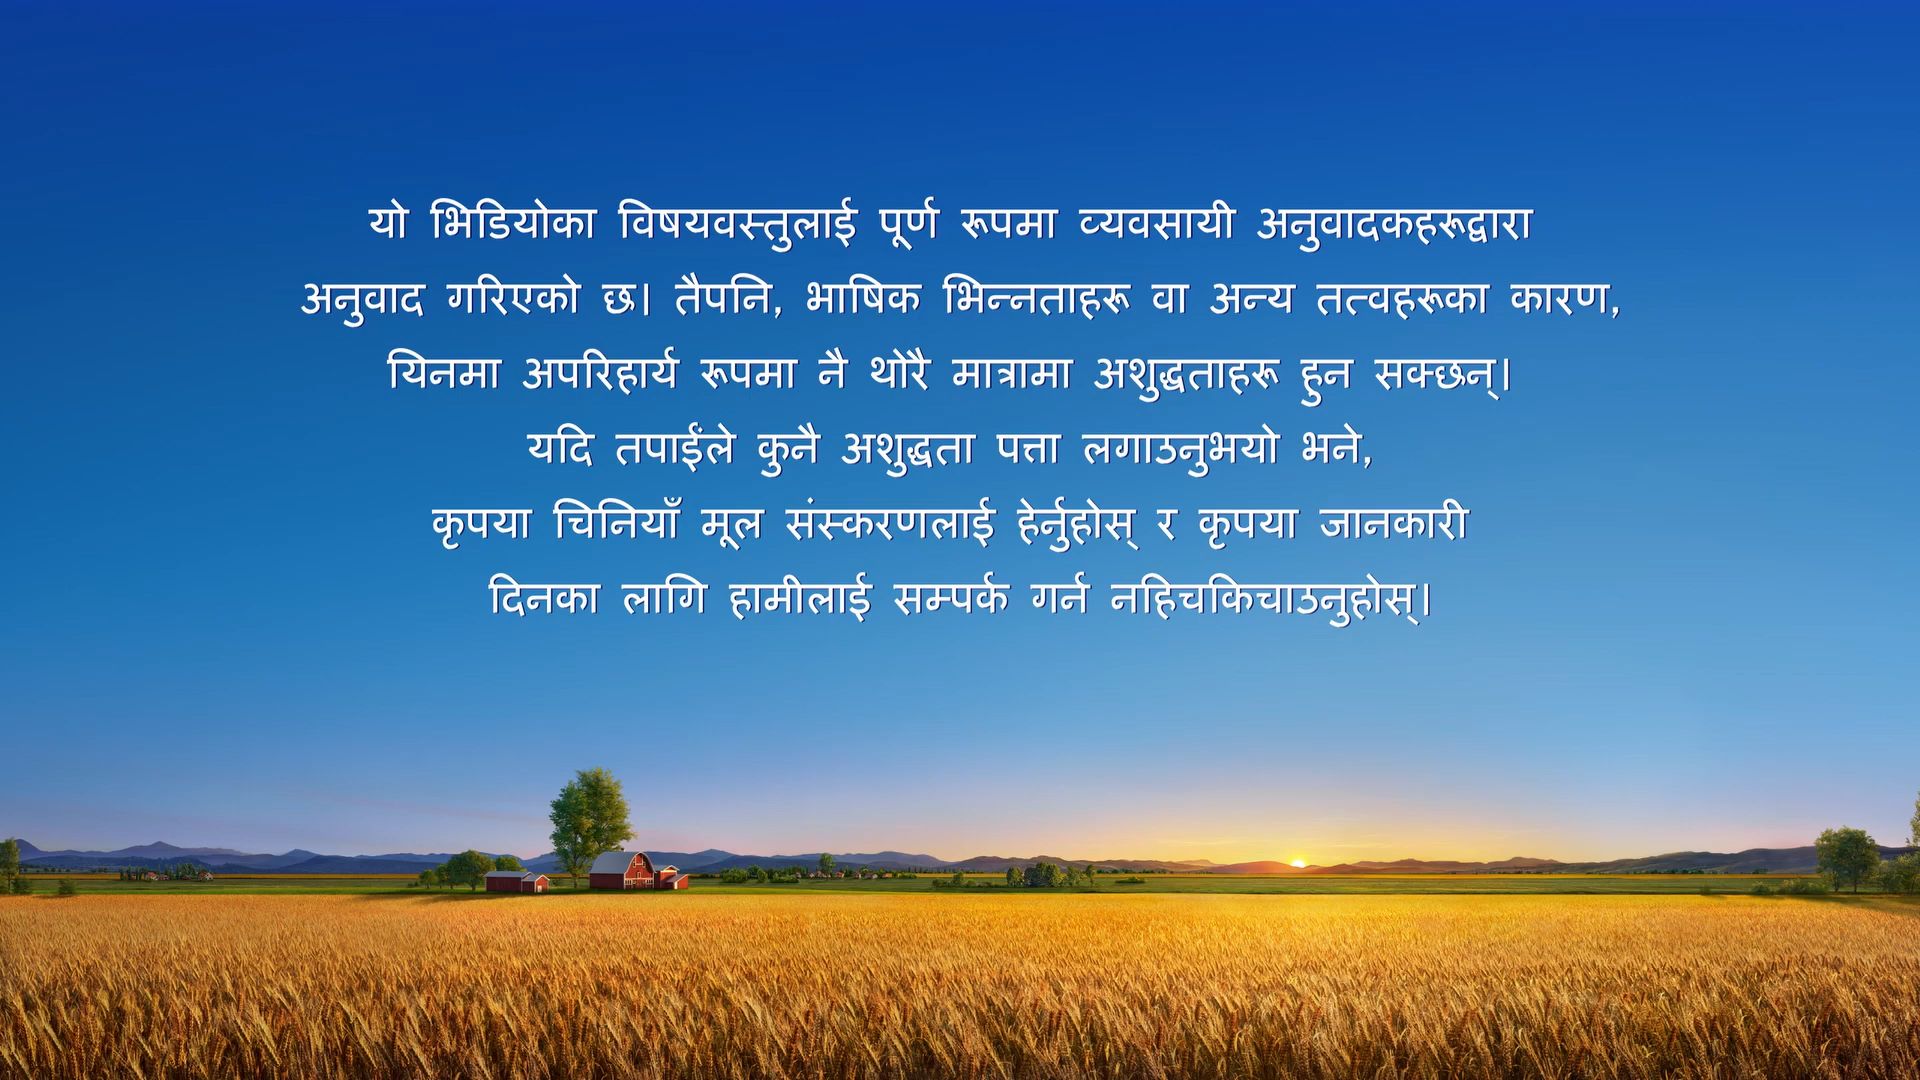 यो भिडियोका विषयवस्तुलाई पूर्ण रूपमा व्यवसायी अनुवादकहरूद्वारा
अनुवाद गरिएको छ। तैपनि, भाषिक भिन्नताहरू वा अन्य तत्वहरूका कारण,
यिनमा अपरिहार्य रूपमा नै थोरै मात्रामा अशुद्धताहरू हुन सक्छन्।
यदि तपाईंले कुनै अशुद्धता पत्ता लगाउनुभयो भने,
कृपया चिनियाँ मूल संस्करणलाई हेर्नुहोस् र कृपया जानकारी
दिनका लागि हामीलाई सम्पर्क गर्न नहिचकिचाउनुहोस्।